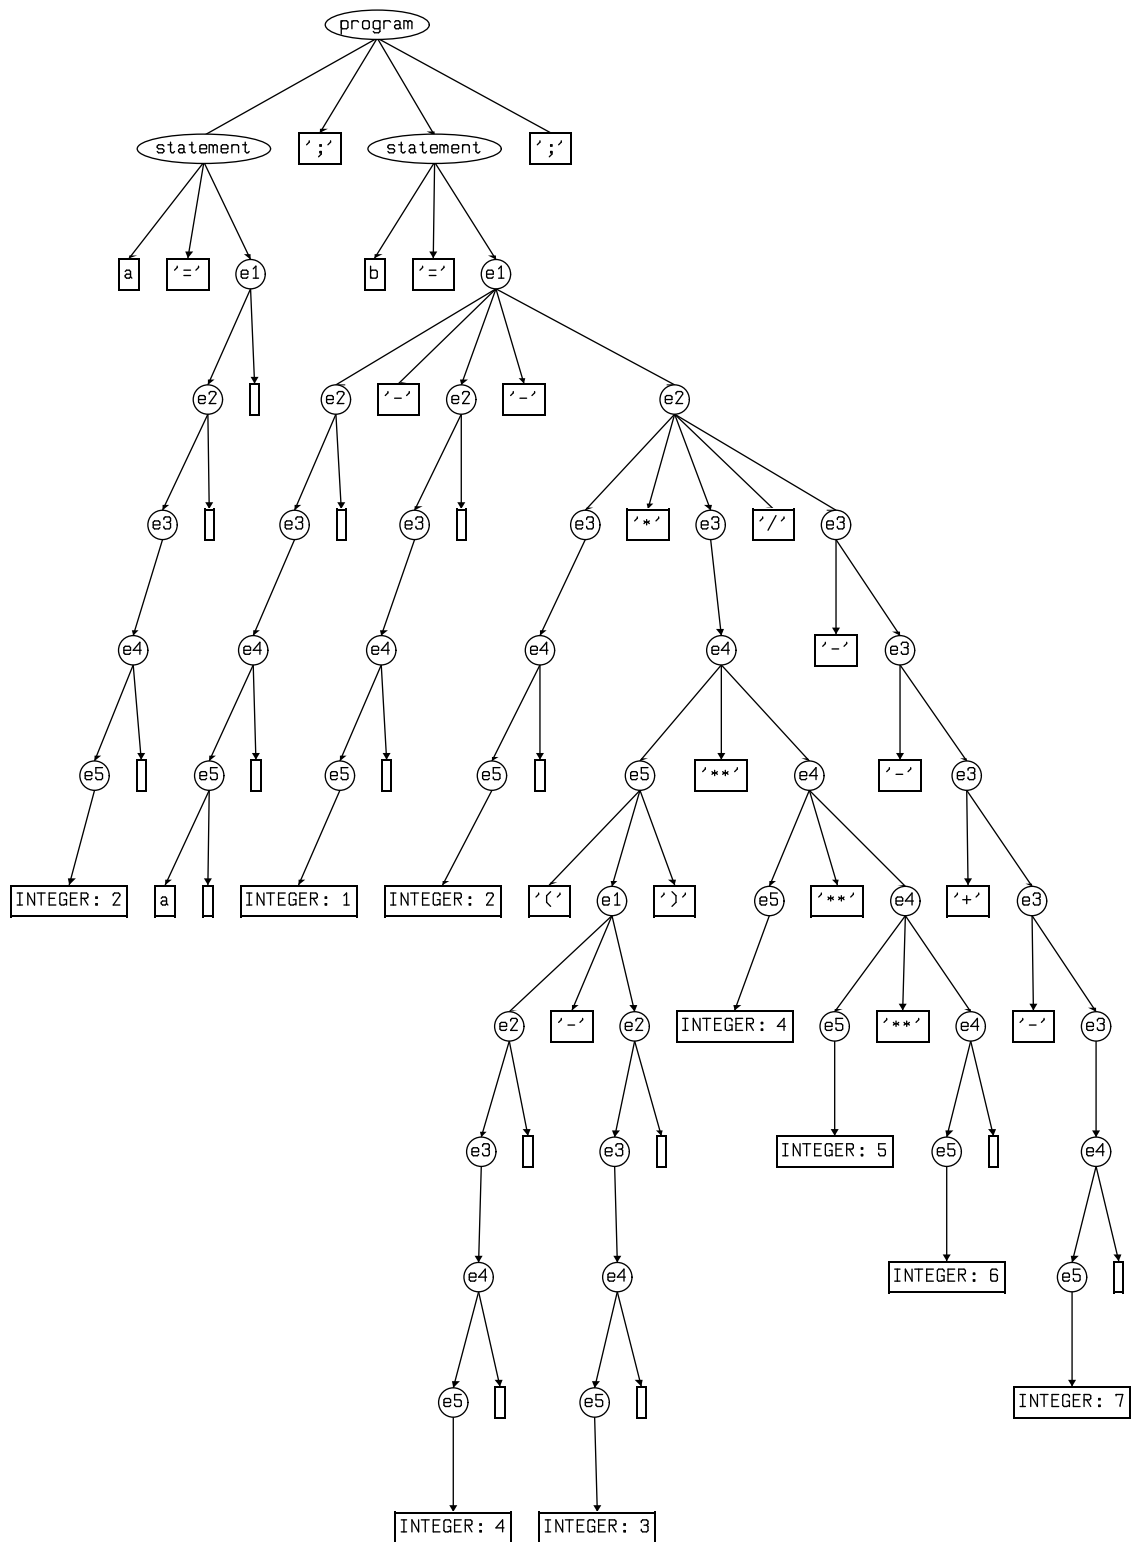 program
statement ';' statement ';'
a '=' e1 b '=' e1
e2 e2 '-' e2 '-' e2
e3 e3 e3 e3 '*' e3 '/' e3
e4 e4 e4 e4 e4 '-' e3
e5 e5 e5 e5 e5 '**' e4 '-' e3
INTEGER: 2 a INTEGER: 1 INTEGER: 2 '(' e1 ')' e5 '**' e4 '+' e3
e2 '-' e2 INTEGER: 4 e5 '**' e4 '-' e3
e3 e3 INTEGER: 5 e5 e4
e4 e4 INTEGER: 6 e5
e5 e5 INTEGER: 7
INTEGER: 4 INTEGER: 3